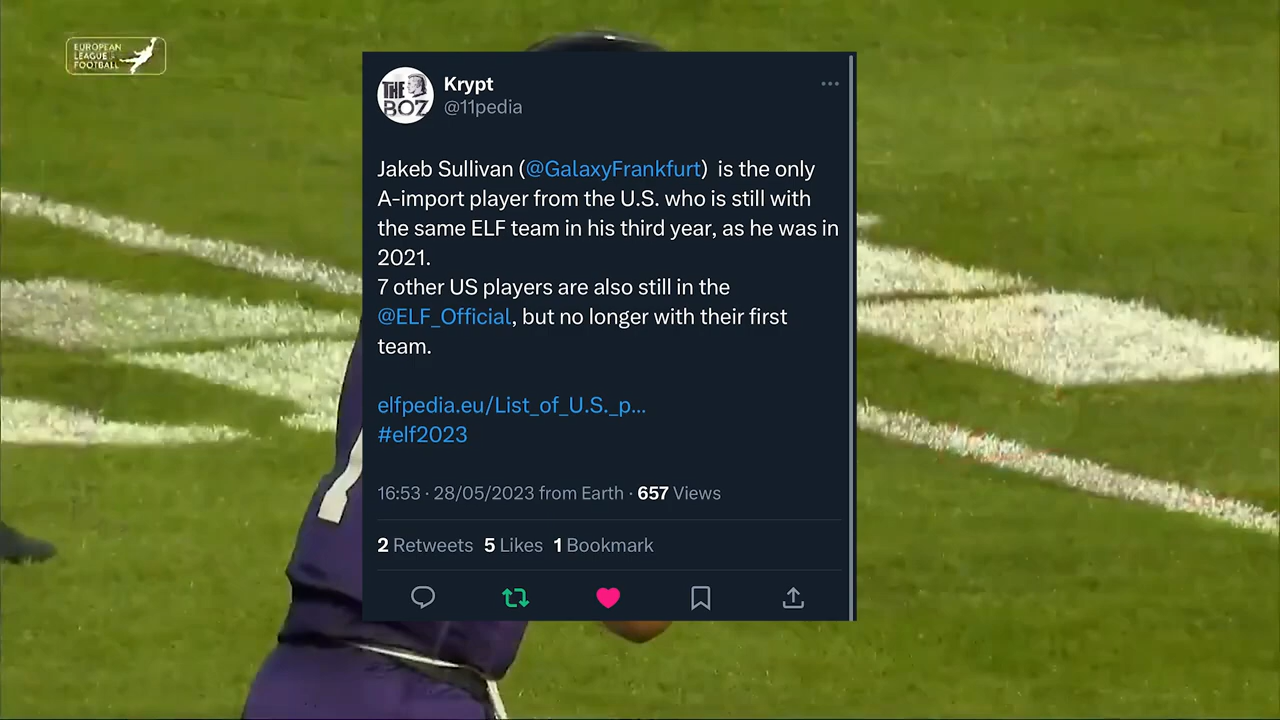 EUROPEAN
LEAGUE
FOOTBALL
THE
BOZ
Krypt
@11pedia
Jakeb Sullivan (@GalaxyFrankfurt)  is the only
A-import player from the U.S. who is still with
the same ELF team in his third year, as he was in
2021.
7 other US players are also still in the
@ELF_Official, but no longer with their first
team.
elfpedia.eu/List_of_U.S._p...
#elf2023
16:53 · 28/05/2023 from Earth · 657 Views
2 Retweets 5 Likes 1 Bookmark